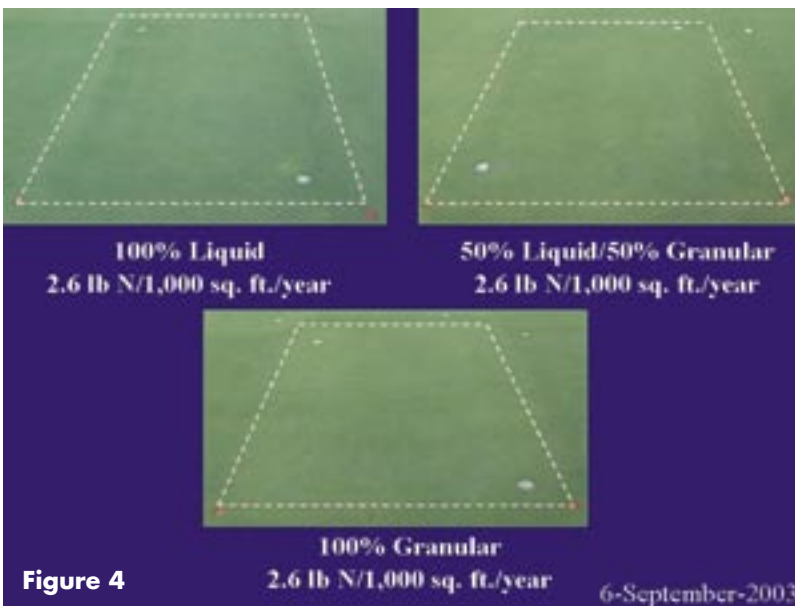 100% Liquid
2.6 lb N/1,000 sq. ft./year
50% Liquid/50% Granular
2.6 lb N/1,000 sq. ft./year
100% Granular
2.6 lb N/1,000 sq. ft./year
Figure 4
6-September-2003